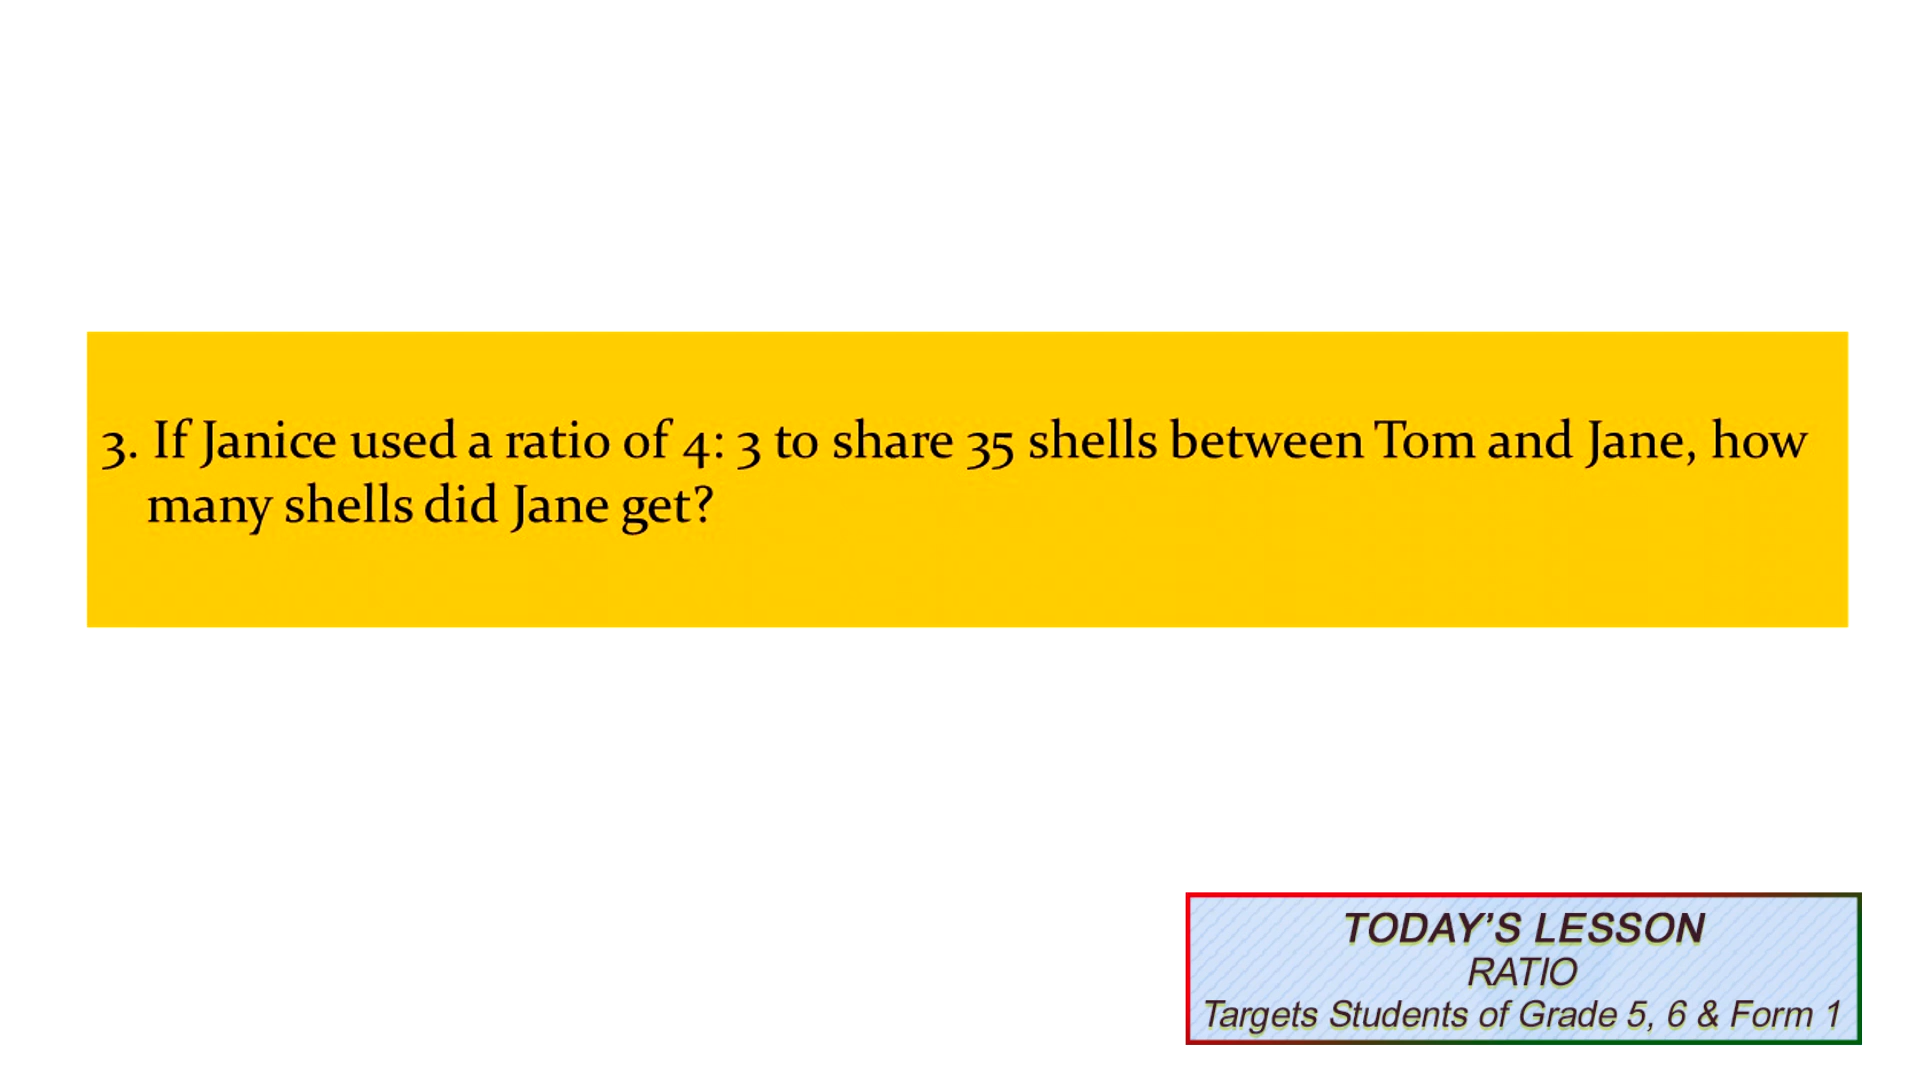 3. If Janice used a ratio of 4: 3 to share 35 shells between Tom and Jane, how
many shells did Jane get?
TODAY’S LESSON
RATIO
Targets Students of Grade 5, 6 & Form 1